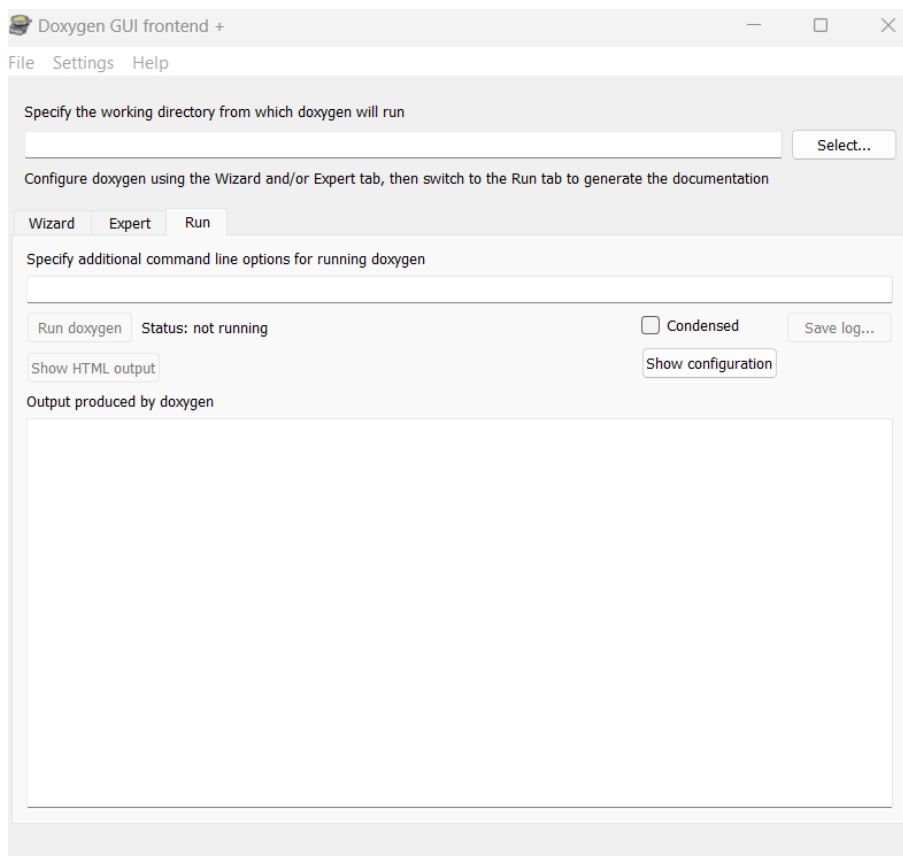 Doxygen GUI frontend +
File Settings Help
Specify the working directory from which doxygen will run
Select...
Configure doxygen using the Wizard and/or Expert tab, then switch to the Run tab to generate the documentation
Wizard Expert Run
Specify additional command line options for running doxygen
Run doxygen Status: not running Condensed Save log...
Show HTML output Show configuration
Output produced by doxygen